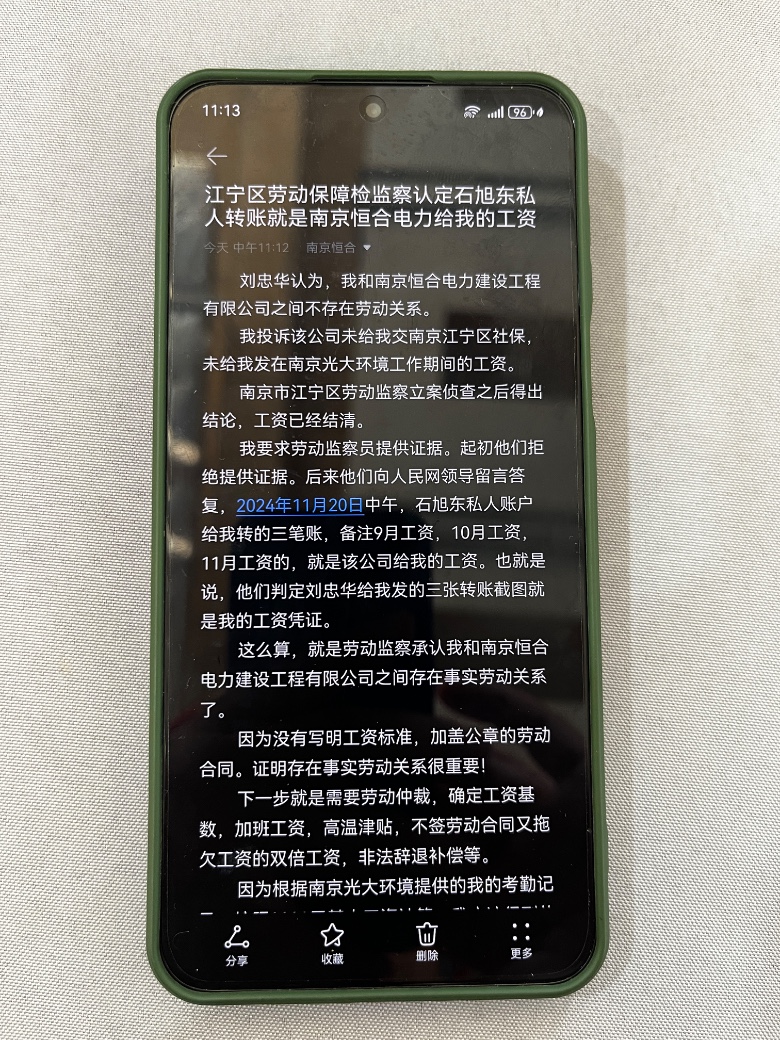 11:13
96
江宁区劳动保障检监察认定石旭东私
人转账就是南京恒合电力给我的工资
今天 中午11:12 南京恒合
刘忠华认为，我和南京恒合电力建设工程
有限公司之间不存在劳动关系。
我投诉该公司未给我交南京江宁区社保，
未给我发在南京光大环境工作期间的工资。
南京市江宁区劳动监察立案侦查之后得出
结论，工资已经结清。
我要求劳动监察员提供证据。起初他们拒
绝提供证据。后来他们向人民网领导留言答
复，2024年11月20日中午，石旭东私人账户
给我转的三笔账，备注9月工资，10月工资，
11月工资的，就是该公司给我的工资。也就是
说，他们判定刘忠华给我发的三张转账截图就
是我的工资凭证。
这么算，就是劳动监察承认我和南京恒合
电力建设工程有限公司之间存在事实劳动关系
了。
因为没有写明工资标准，加盖公章的劳动
合同。证明存在事实劳动关系很重要！
下一步就是需要劳动仲裁，确定工资基
数，加班工资，高温津贴，不签劳动合同又拖
欠工资的双倍工资，非法辞退补偿等。
因为根据南京光大环境提供的我的考勤记
分享
收藏
删除
更多